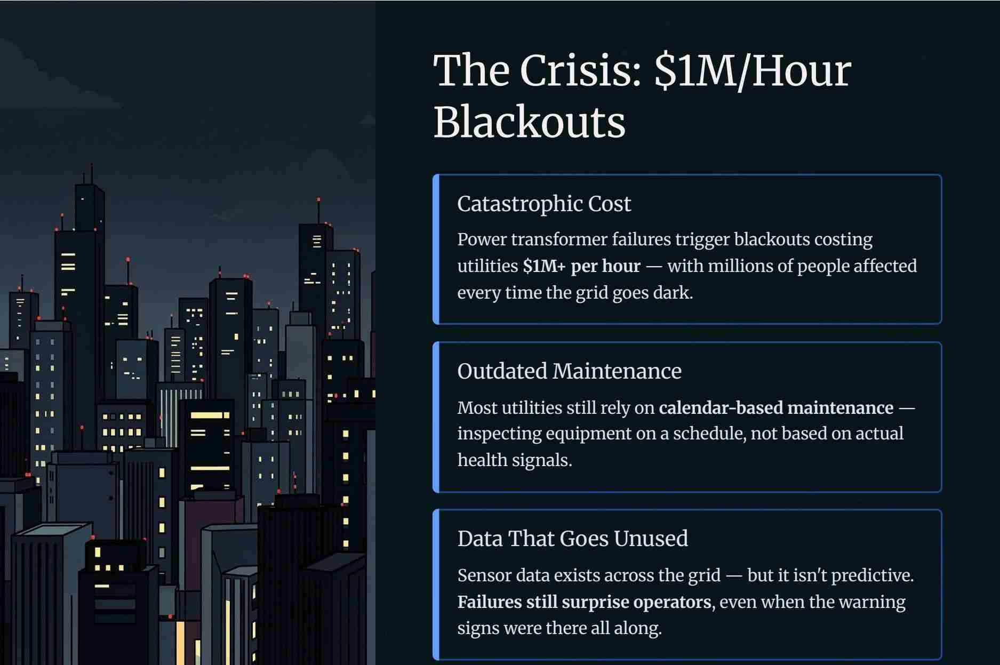 The Crisis: $1M/Hour
Blackouts
Catastrophic Cost
Power transformer failures trigger blackouts costing
utilities $1M+ per hour — with millions of people affected
every time the grid goes dark.
Outdated Maintenance
Most utilities still rely on calendar-based maintenance —
inspecting equipment on a schedule, not based on actual
health signals.
Data That Goes Unused
Sensor data exists across the grid — but it isn't predictive.
Failures still surprise operators, even when the warning
signs were there all along.